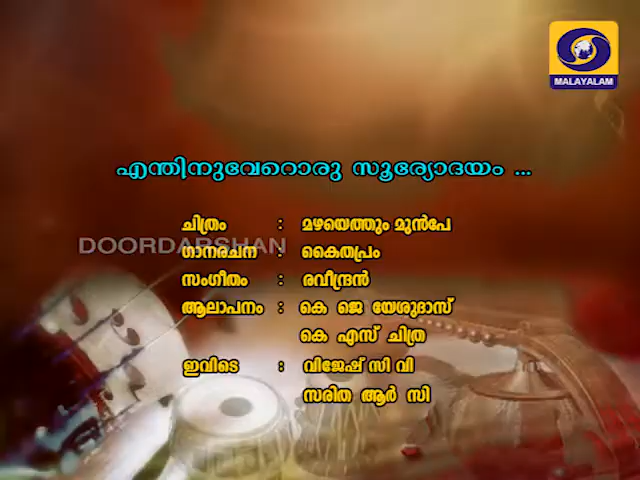 MALAYALAM
എന്തിനുവേറൊരു സൂര്യോദയം ...
ചിത്രം : മഴയെത്തും മുൻപേ
DOORDARSHAN
ഗാനരചന : കൈതപ്രം
സംഗീതം : രവീന്ദ്രൻ
ആലാപനം : കെ ജെ യേശുദാസ്
കെ എസ് ചിത്ര
ഇവിടെ : വിജേഷ് സി വി
സരിത ആർ സി